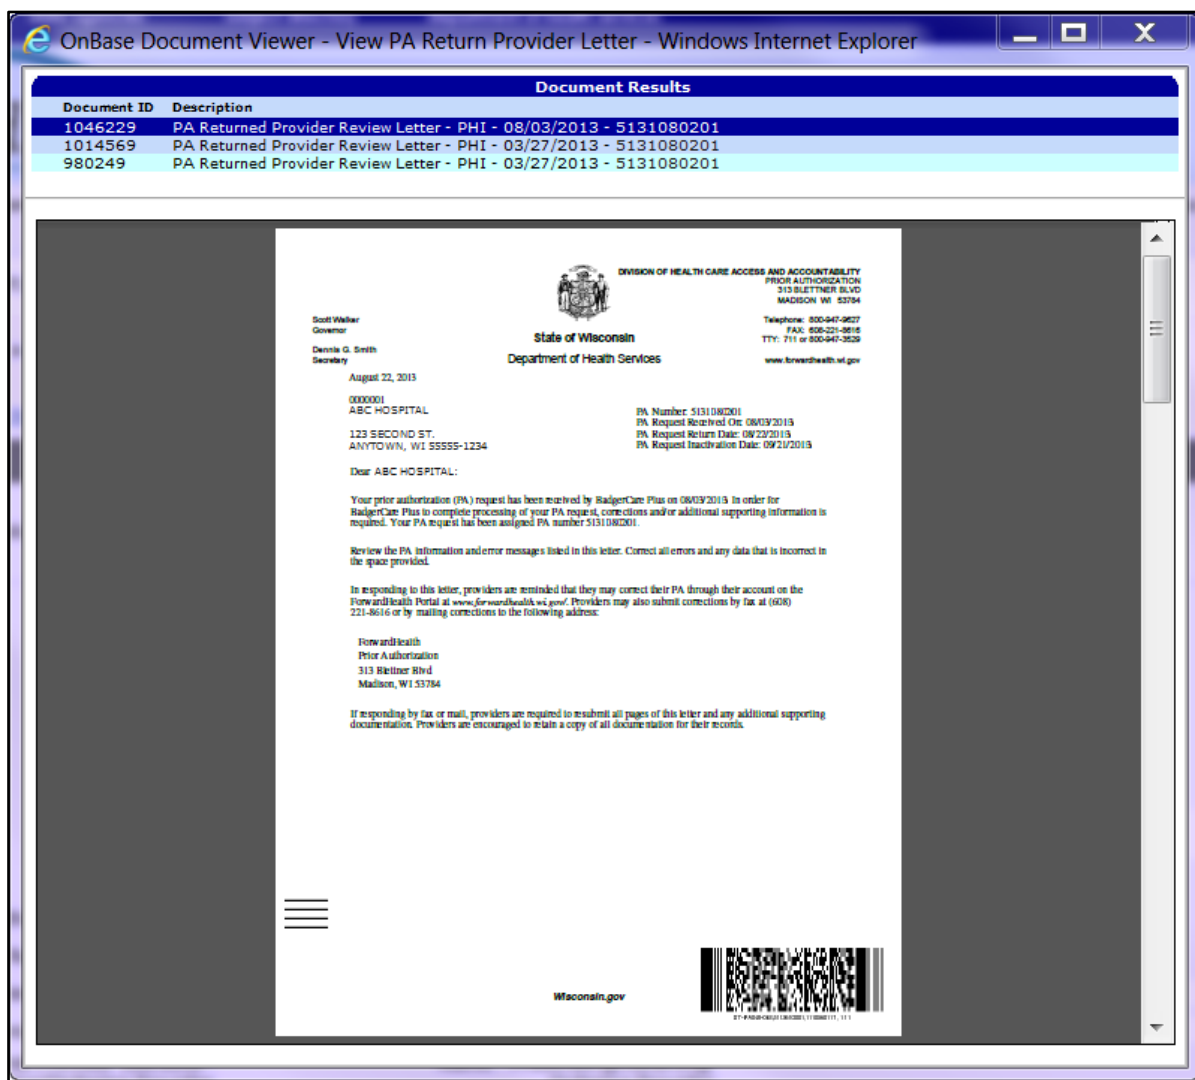 OnBase Document Viewer - View PA Return Provider Letter - Windows Internet Explorer
Document Results
Document ID Description
1046229 PA Returned Provider Review Letter - PHI - 08/03/2013 - 5131080201
1014569 PA Returned Provider Review Letter - PHI - 03/27/2013 - 5131080201
980249 PA Returned Provider Review Letter - PHI - 03/27/2013 - 5131080201
DIVISION OF HEALTH CARE ACCESS AND ACCOUNTABILITY
PRIOR AUTHORIZATION
313 BLETTNER BLVD
MADISON WI 53784
Scott Walker
Governor
Dennis G. Smith
Secretary
State of Wisconsin
Department of Health Services
Telephone: 800-947-9627
FAX: 608-221-8616
TTY: 711 or 800-947-3529
www.forwardhealth.wi.gov
August 22, 2013
0000001
ABC HOSPITAL
123 SECOND ST.
ANYTOWN, WI 55555-1234
PA Number: 5131080201
PA Request Received On: 08/03/2013
PA Request Return Date: 08/22/2013
PA Request Inactivation Date: 09/21/2013
Dear ABC HOSPITAL:
Your prior authorization (PA) request has been received by BadgerCare Plus on 08/03/2013. In order for
BadgerCare Plus to complete processing of your PA request, corrections and/or additional supporting information is
required. Your PA request has been assigned PA number 5131080201.
Review the PA information and error messages listed in this letter. Correct all errors and any data that is incorrect in
the space provided.
In responding to this letter, providers are reminded that they may correct their PA through their account on the
ForwardHealth Portal at www.forwardhealth.wi.gov/. Providers may also submit corrections by fax at (608)
221-8616 or by mailing corrections to the following address:
ForwardHealth
Prior Authorization
313 Blettner Blvd
Madison, WI 53784
If responding by fax or mail, providers are required to resubmit all pages of this letter and any additional supporting
documentation. Providers are encouraged to retain a copy of all documentation for their records.
Wisconsin.gov